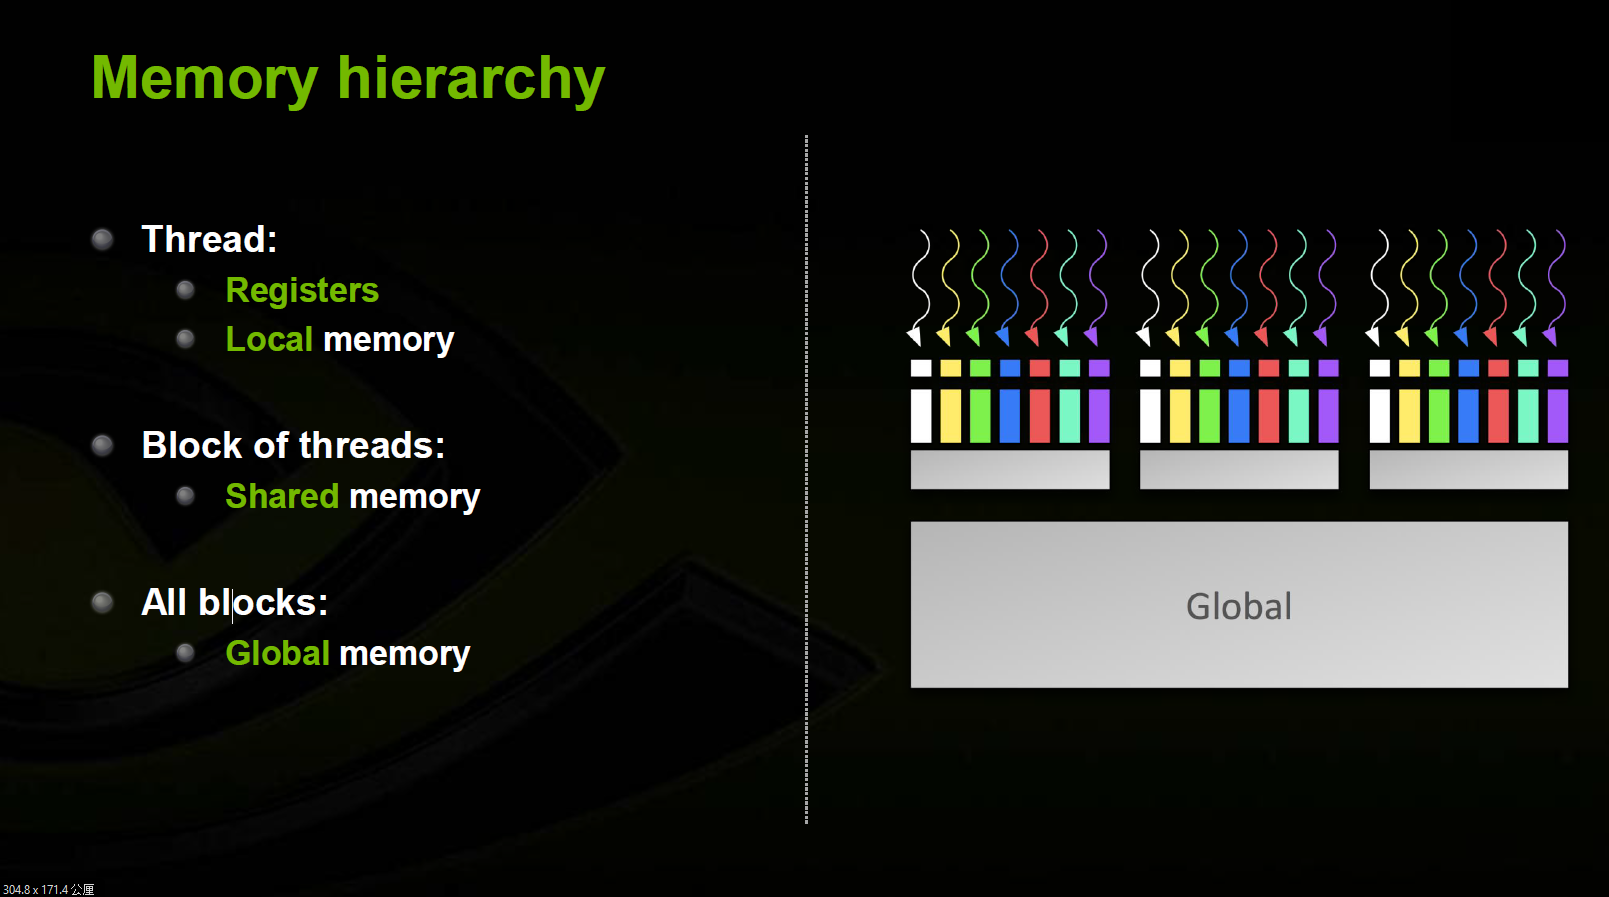 Memory hierarchy
Thread:
Registers
Local memory
Block of threads:
Shared memory
All blocks:
Global memory
Global
304.8 x 171.4 公厘